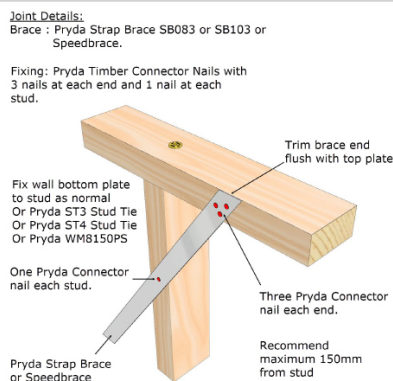 Joint Details:
Brace : Pryda Strap Brace SB083 or SB103 or
Speedbrace.
Fixing: Pryda Timber Connector Nails with
3 nails at each end and 1 nail at each
stud.
Trim brace end
flush with top plate
Fix wall bottom plate
to stud as normal
Or Pryda ST3 Stud Tie
Or Pryda ST4 Stud Tie
Or Pryda WM8150PS
One Pryda Connector
nail each stud.
Three Pryda Connector
nail each end.
Recommend
maximum 150mm
from stud
Pryda Strap Brace
or Speedbrace